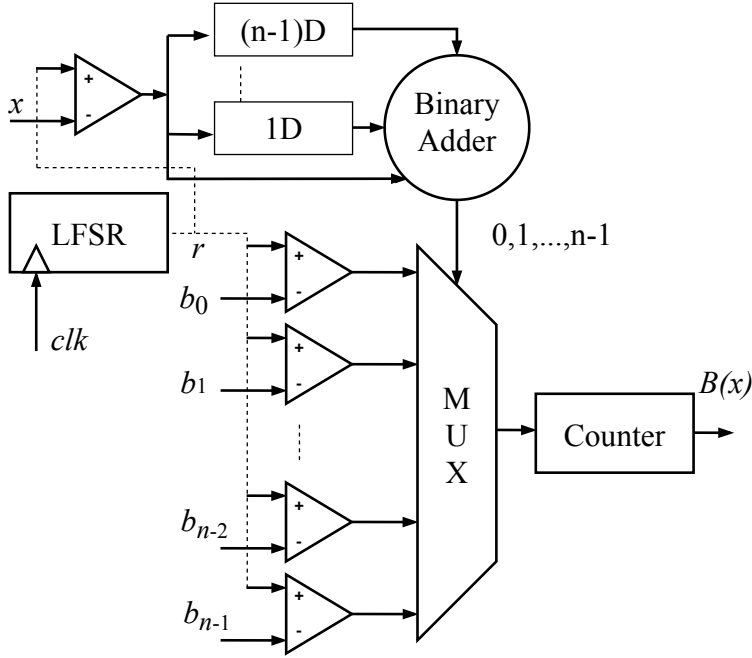 (n-1)D
+
x
-
1D
Binary
Adder
LFSR
clk
r
0,1,...,n-1
+
b0
-
+
b1
-
M
U
X
Counter
B(x)
+
bn-2
-
+
bn-1
-